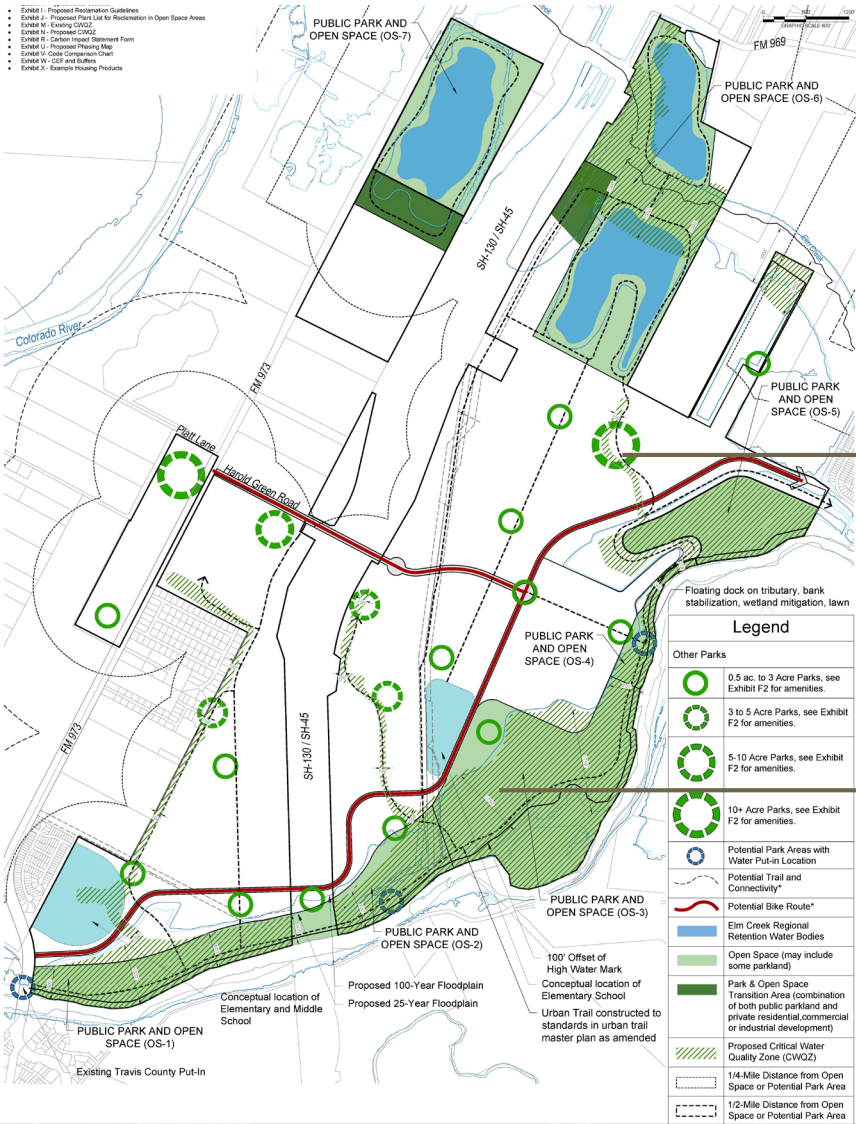 • Exhibit I - Proposed Reclamation Guidelines
• Exhibit J - Proposed Plant List for Reclamation in Open Space Areas
• Exhibit M - Existing CWQZ
• Exhibit N - Proposed CWQZ
• Exhibit R - Carbon Impact Statement Form
• Exhibit U - Proposed Phasing Map
• Exhibit V- Code Comparison Chart
• Exhibit W - CEF and Buffers
• Exhibit X - Example Housing Products
PUBLIC PARK AND
OPEN SPACE (OS-7)
Creek
0 600' 1200'
GRAPHIC SCALE 600'
FM 969
PUBLIC PARK AND
OPEN SPACE (OS-6)
SH-130 / SH-45
Elm Creek
Colorado River
FM 973
PUBLIC PARK
AND OPEN
SPACE (OS-5)
Platt Lane
Harold Green Road
Floating dock on tributary, bank
stabilization, wetland mitigation, lawn
PUBLIC PARK
AND OPEN
SPACE (OS-4)
FM 973
SH-130 / SH-45
PUBLIC PARK AND
OPEN SPACE (OS-3)
PUBLIC PARK AND
OPEN SPACE (OS-2)
100' Offset of
High Water Mark
Conceptual location of
Elementary School
Urban Trail constructed to
standards in urban trail
master plan as amended
Proposed 100-Year Floodplain
Proposed 25-Year Floodplain
Conceptual location of
Elementary and Middle
School
PUBLIC PARK AND OPEN
SPACE (OS-1)
Existing Travis County Put-In
Legend
Other Parks
0.5 ac. to 3 Acre Parks, see
Exhibit F2 for amenities.
3 to 5 Acre Parks, see Exhibit
F2 for amenities.
5-10 Acre Parks, see Exhibit
F2 for amenities.
10+ Acre Parks, see Exhibit
F2 for amenities.
Potential Park Areas with
Water Put-in Location
Potential Trail and
Connectivity*
Potential Bike Route*
Elm Creek Regional
Retention Water Bodies
Open Space (may include
some parkland)
Park & Open Space
Transition Area (combination
of both public parkland and
private residential,commercial
or industrial development)
Proposed Critical Water
Quality Zone (CWQZ)
1/4-Mile Distance from Open
Space or Potential Park Area
1/2-Mile Distance from Open
Space or Potential Park Area